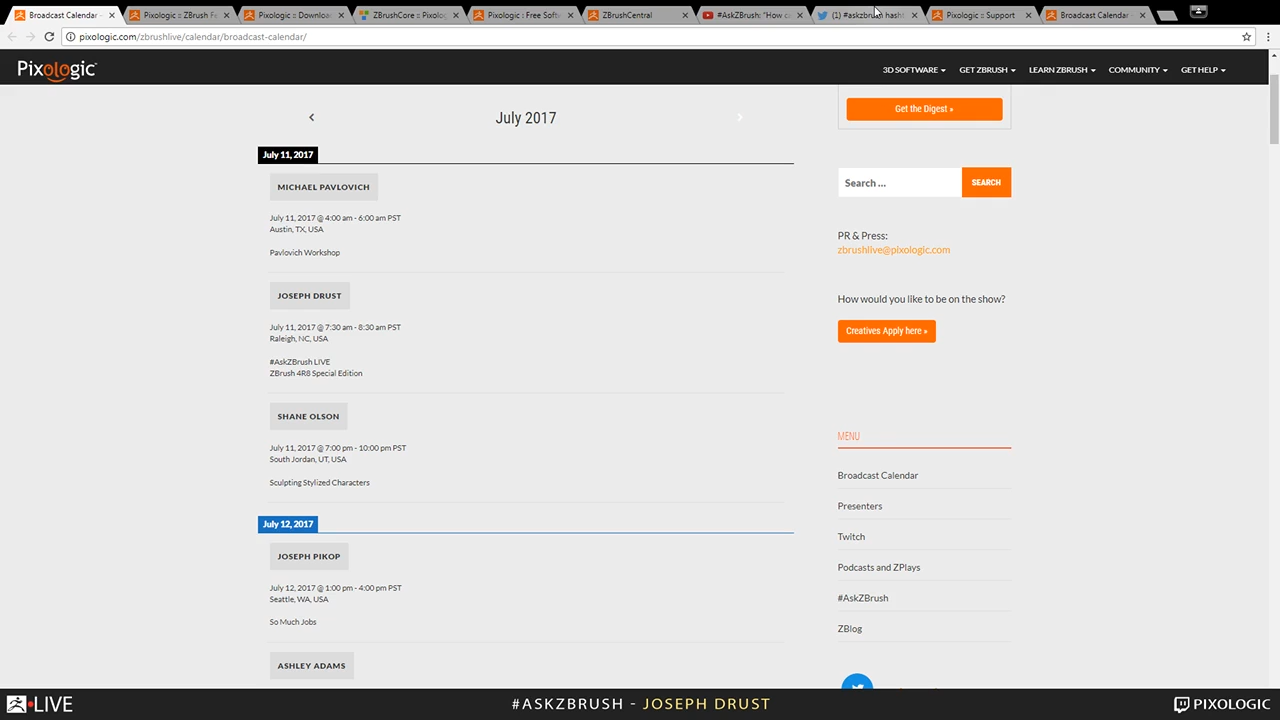 Broadcast Calendar
Pixologic :: ZBrush Fe
Pixologic :: Downloa
ZBrushCore :: Pixolog
Pixologic : Free Softw
ZBrushCentral
#AskZBrush: "How c
(1) #askzbrush hasht
Pixologic :: Support
Broadcast Calendar
pixologic.com/zbrushlive/calendar/broadcast-calendar/
Pixologic
3D SOFTWARE
GET ZBRUSH
LEARN ZBRUSH
COMMUNITY
GET HELP
July 2017
July 11, 2017
MICHAEL PAVLOVICH
July 11, 2017 @ 4:00 am - 6:00 am PST
Austin, TX, USA
Pavlovich Workshop
JOSEPH DRUST
July 11, 2017 @ 7:30 am - 8:30 am PST
Raleigh, NC, USA
#AskZBrush LIVE
ZBrush 4R8 Special Edition
SHANE OLSON
July 11, 2017 @ 7:00 pm - 10:00 pm PST
South Jordan, UT, USA
Sculpting Stylized Characters
July 12, 2017
JOSEPH PIKOP
July 12, 2017 @ 1:00 pm - 4:00 pm PST
Seattle, WA, USA
So Much Jobs
ASHLEY ADAMS
Get the Digest »
Search ...
SEARCH
PR & Press:
zbrushlive@pixologic.com
How would you like to be on the show?
Creatives Apply here »
MENU
Broadcast Calendar
Presenters
Twitch
Podcasts and ZPlays
#AskZBrush
ZBlog
LIVE
#ASKZBRUSH - JOSEPH DRUST
PIXOLOGIC